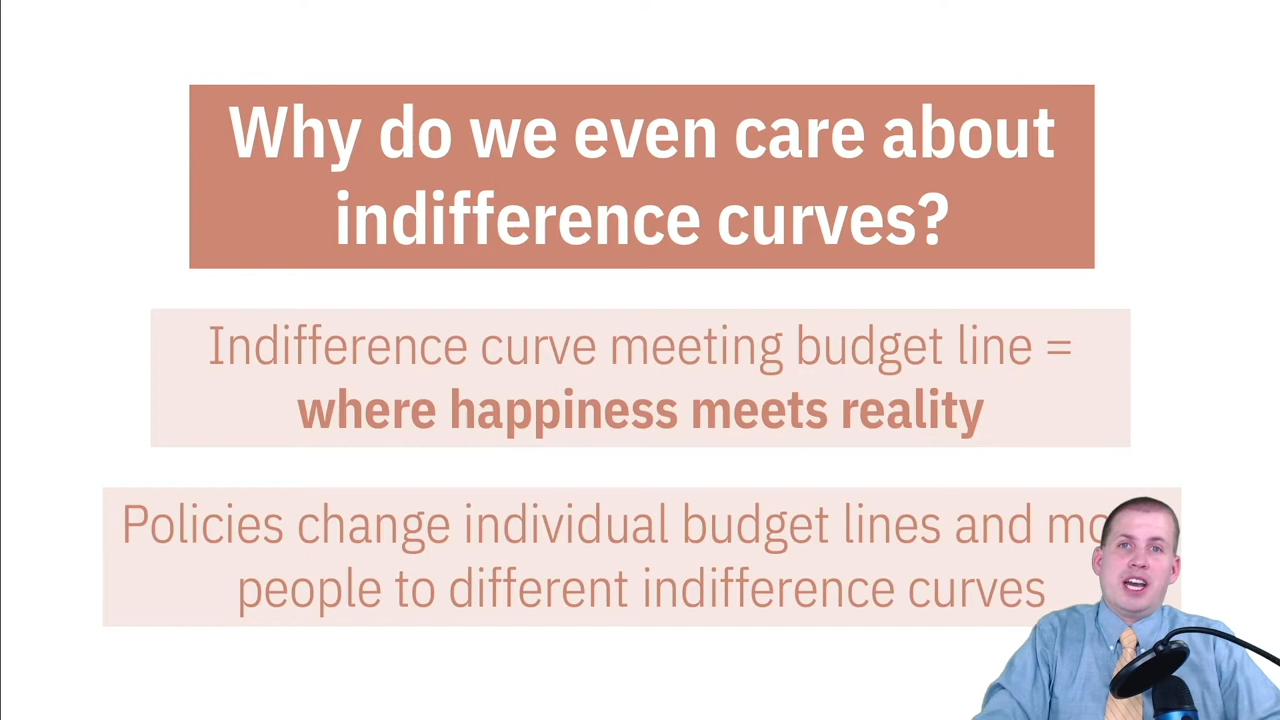 Why do we even care about
indifference curves?
Indifference curve meeting budget line =
where happiness meets reality
Policies change individual budget lines and
people to different indifference curves